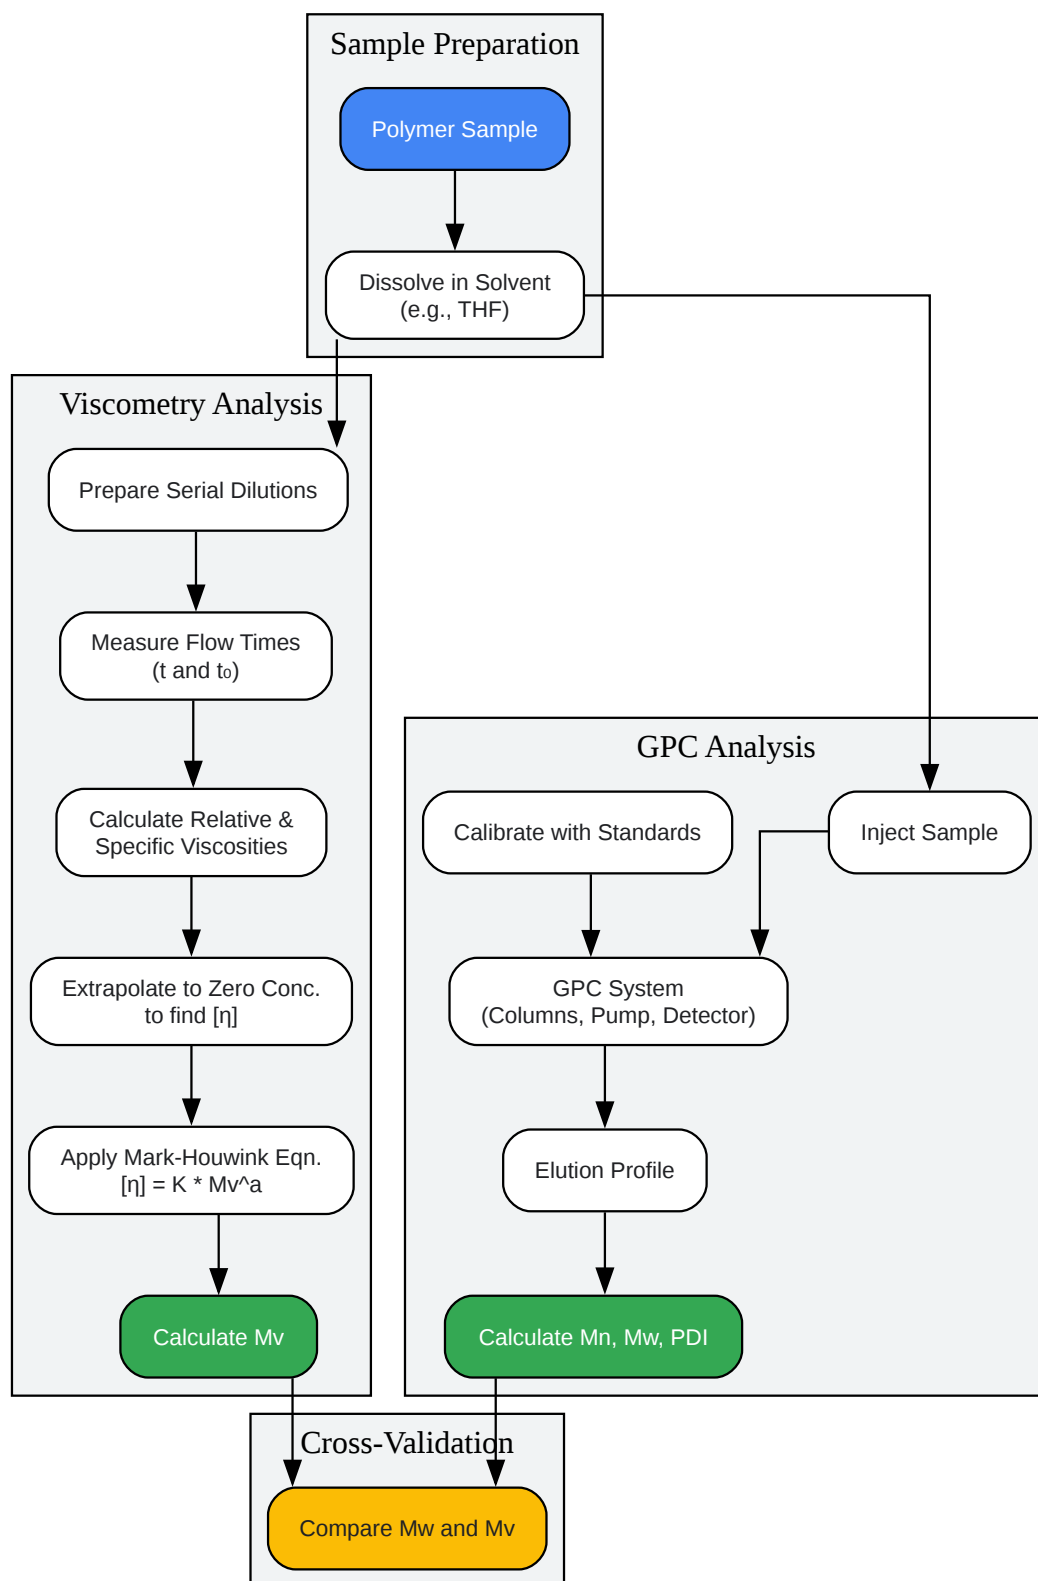 Sample Preparation
Polymer Sample
Dissolve in Solvent
(e.g., THF)
Viscometry Analysis
Prepare Serial Dilutions
Measure Flow Times
(t and t₀)
Calculate Relative &
Specific Viscosities
Extrapolate to Zero Conc.
to find [η]
Apply Mark-Houwink Eqn.
[η] = K * Mv^a
Calculate Mv
GPC Analysis
Calibrate with Standards
Inject Sample
GPC System
(Columns, Pump, Detector)
Elution Profile
Calculate Mn, Mw, PDI
Cross-Validation
Compare Mw and Mv